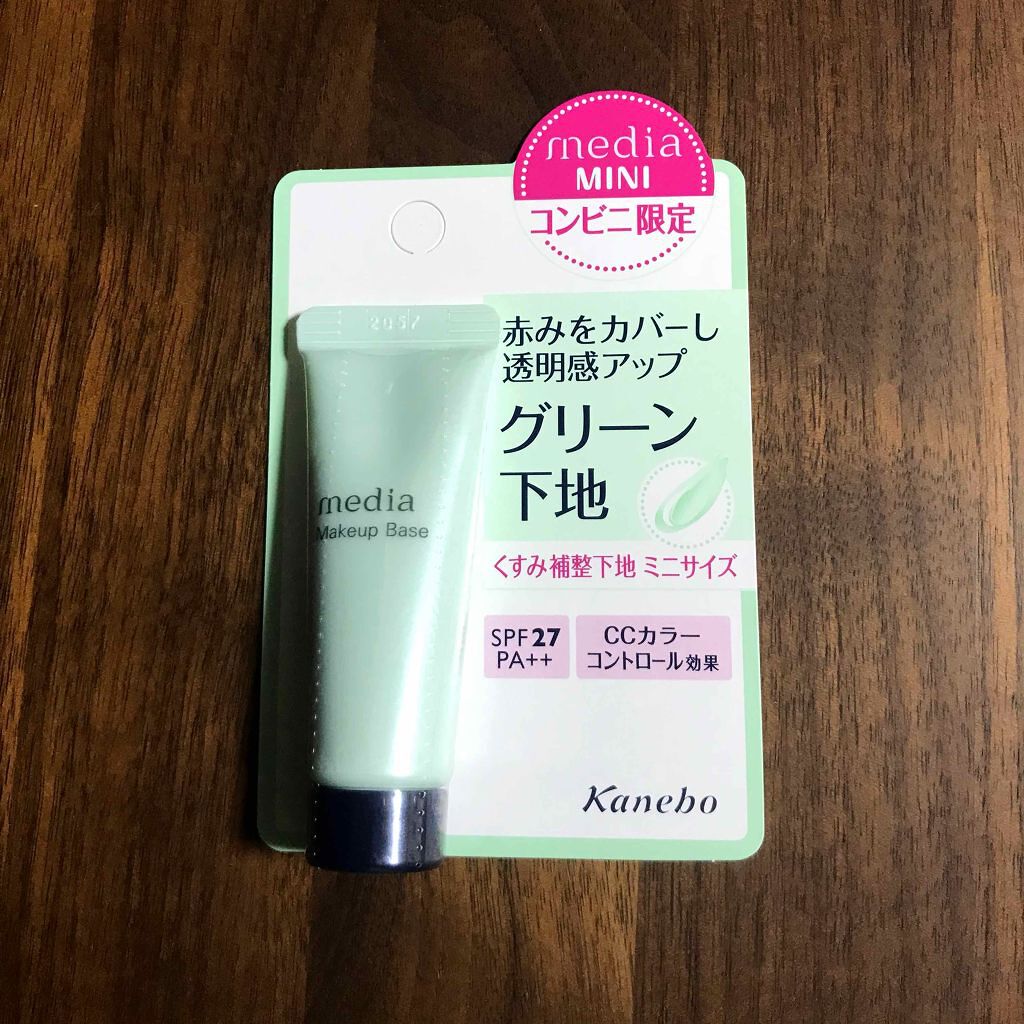 media
MINI
コンビニ限定
2057
赤みをカバーし
透明感アップ
グリーン
下地
media
Makeup Base
くすみ補整下地 ミニサイズ
SPF27
PA++
CCカラー
コントロール効果
Kanebo